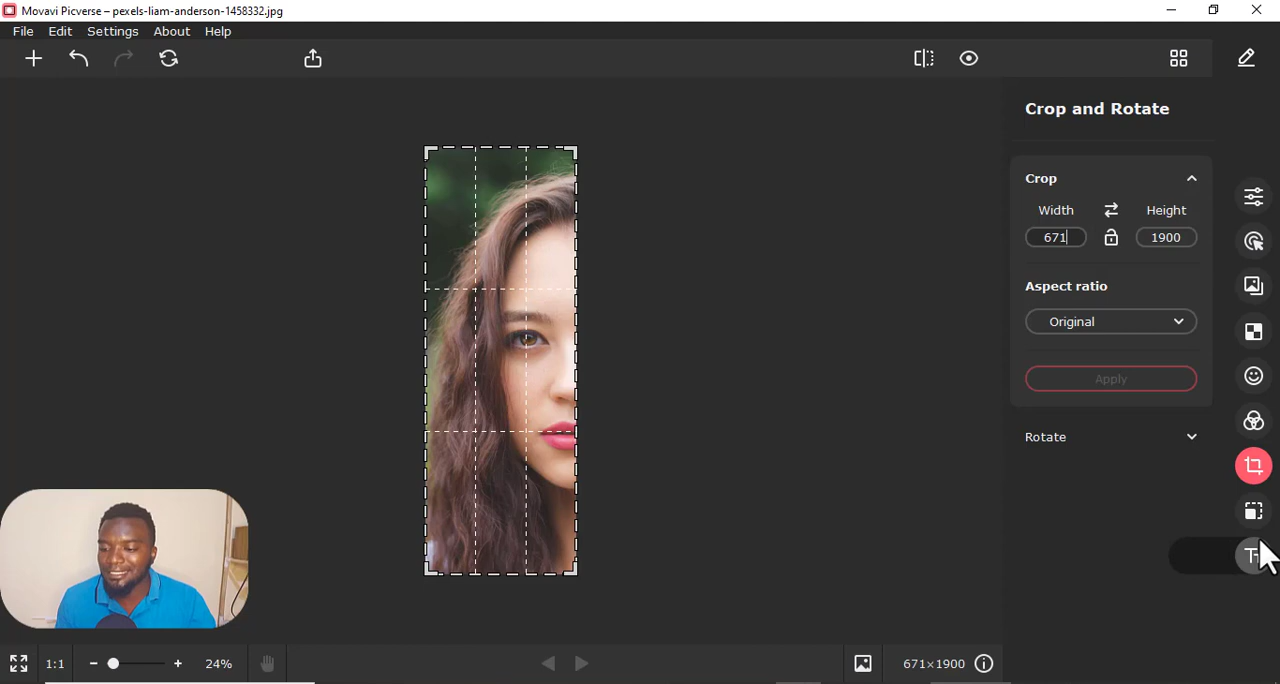 Movavi Picverse – pexels-liam-anderson-1458332.jpg
File Edit Settings About Help
Crop and Rotate
Crop
Width Height
671 1900
Aspect ratio
Original
Apply
Rotate
T
1:1 24% 671×1900